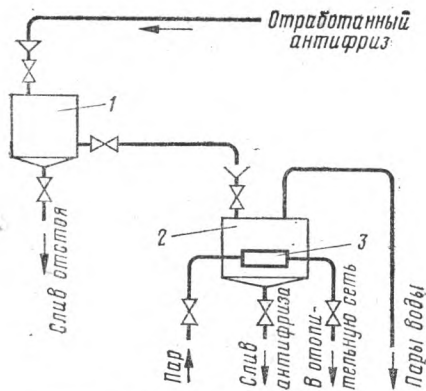 Отработанный
антифриз
1
2
3
Слив отстоя
Пар
Слив
антифриза
В отопи-
тельную сеть
Пары воды